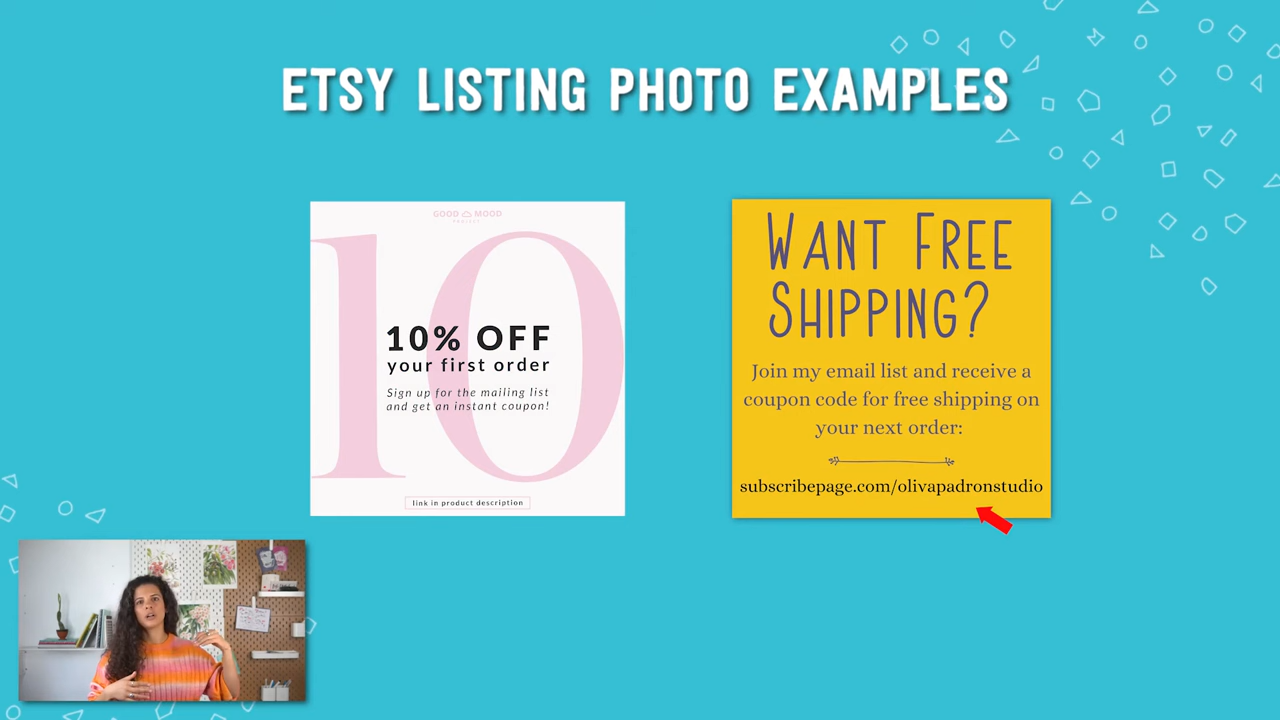 ETSY LISTING PHOTO EXAMPLES
GOOD MOOD
PROJECT
10
10% OFF
your first order
Sign up for the mailing list
and get an instant coupon!
link in product description
WANT FREE
SHIPPING?
Join my email list and receive a
coupon code for free shipping on
your next order:
subscribepage.com/olivapadronstudio